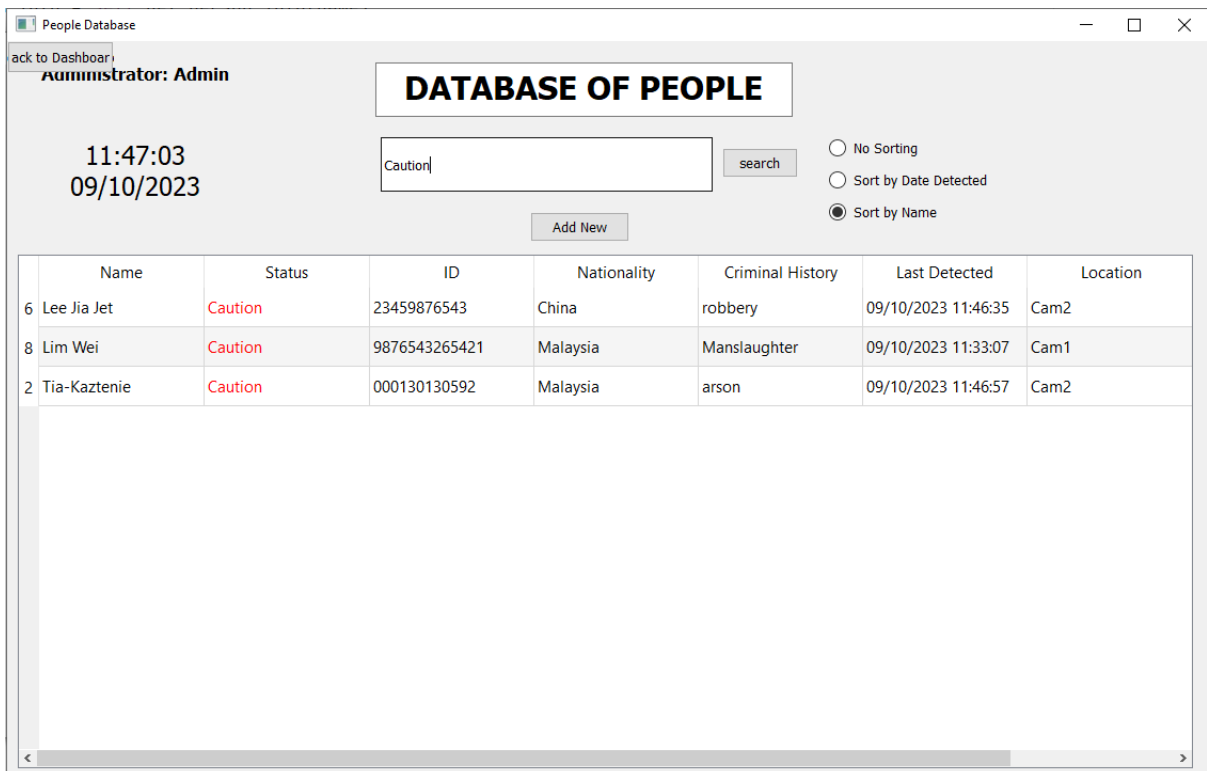 People Database
ack to Dashboar
Administrator: Admin
DATABASE OF PEOPLE
11:47:03
09/10/2023
Caution
search
No Sorting
Sort by Date Detected
Sort by Name
Add New
Name Status ID Nationality Criminal History Last Detected Location
6 Lee Jia Jet Caution 23459876543 China robbery 09/10/2023 11:46:35 Cam2
8 Lim Wei Caution 9876543265421 Malaysia Manslaughter 09/10/2023 11:33:07 Cam1
2 Tia-Kaztenie Caution 000130130592 Malaysia arson 09/10/2023 11:46:57 Cam2